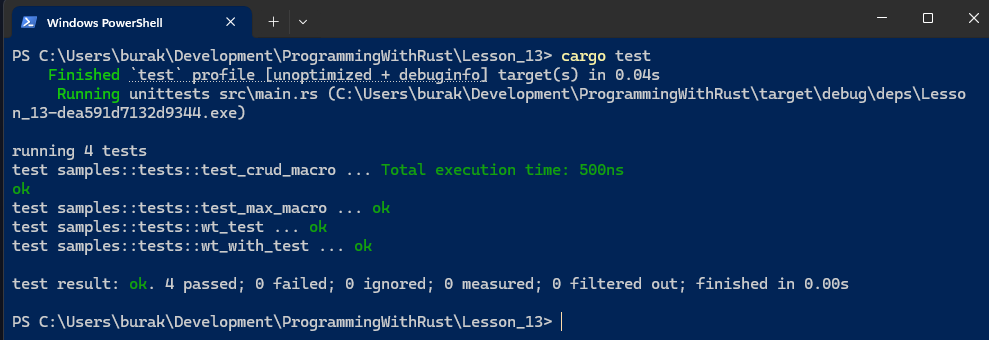 Windows PowerShell
PS C:\Users\burak\Development\ProgrammingWithRust\Lesson_13> cargo test
    Finished `test` profile [unoptimized + debuginfo] target(s) in 0.04s
     Running unittests src\main.rs (C:\Users\burak\Development\ProgrammingWithRust\target\debug\deps\Lesso
n_13-dea591d7132d9344.exe)
running 4 tests
test samples::tests::test_crud_macro ... Total execution time: 500ns
ok
test samples::tests::test_max_macro ... ok
test samples::tests::wt_test ... ok
test samples::tests::wt_with_test ... ok
test result: ok. 4 passed; 0 failed; 0 ignored; 0 measured; 0 filtered out; finished in 0.00s
PS C:\Users\burak\Development\ProgrammingWithRust\Lesson_13>